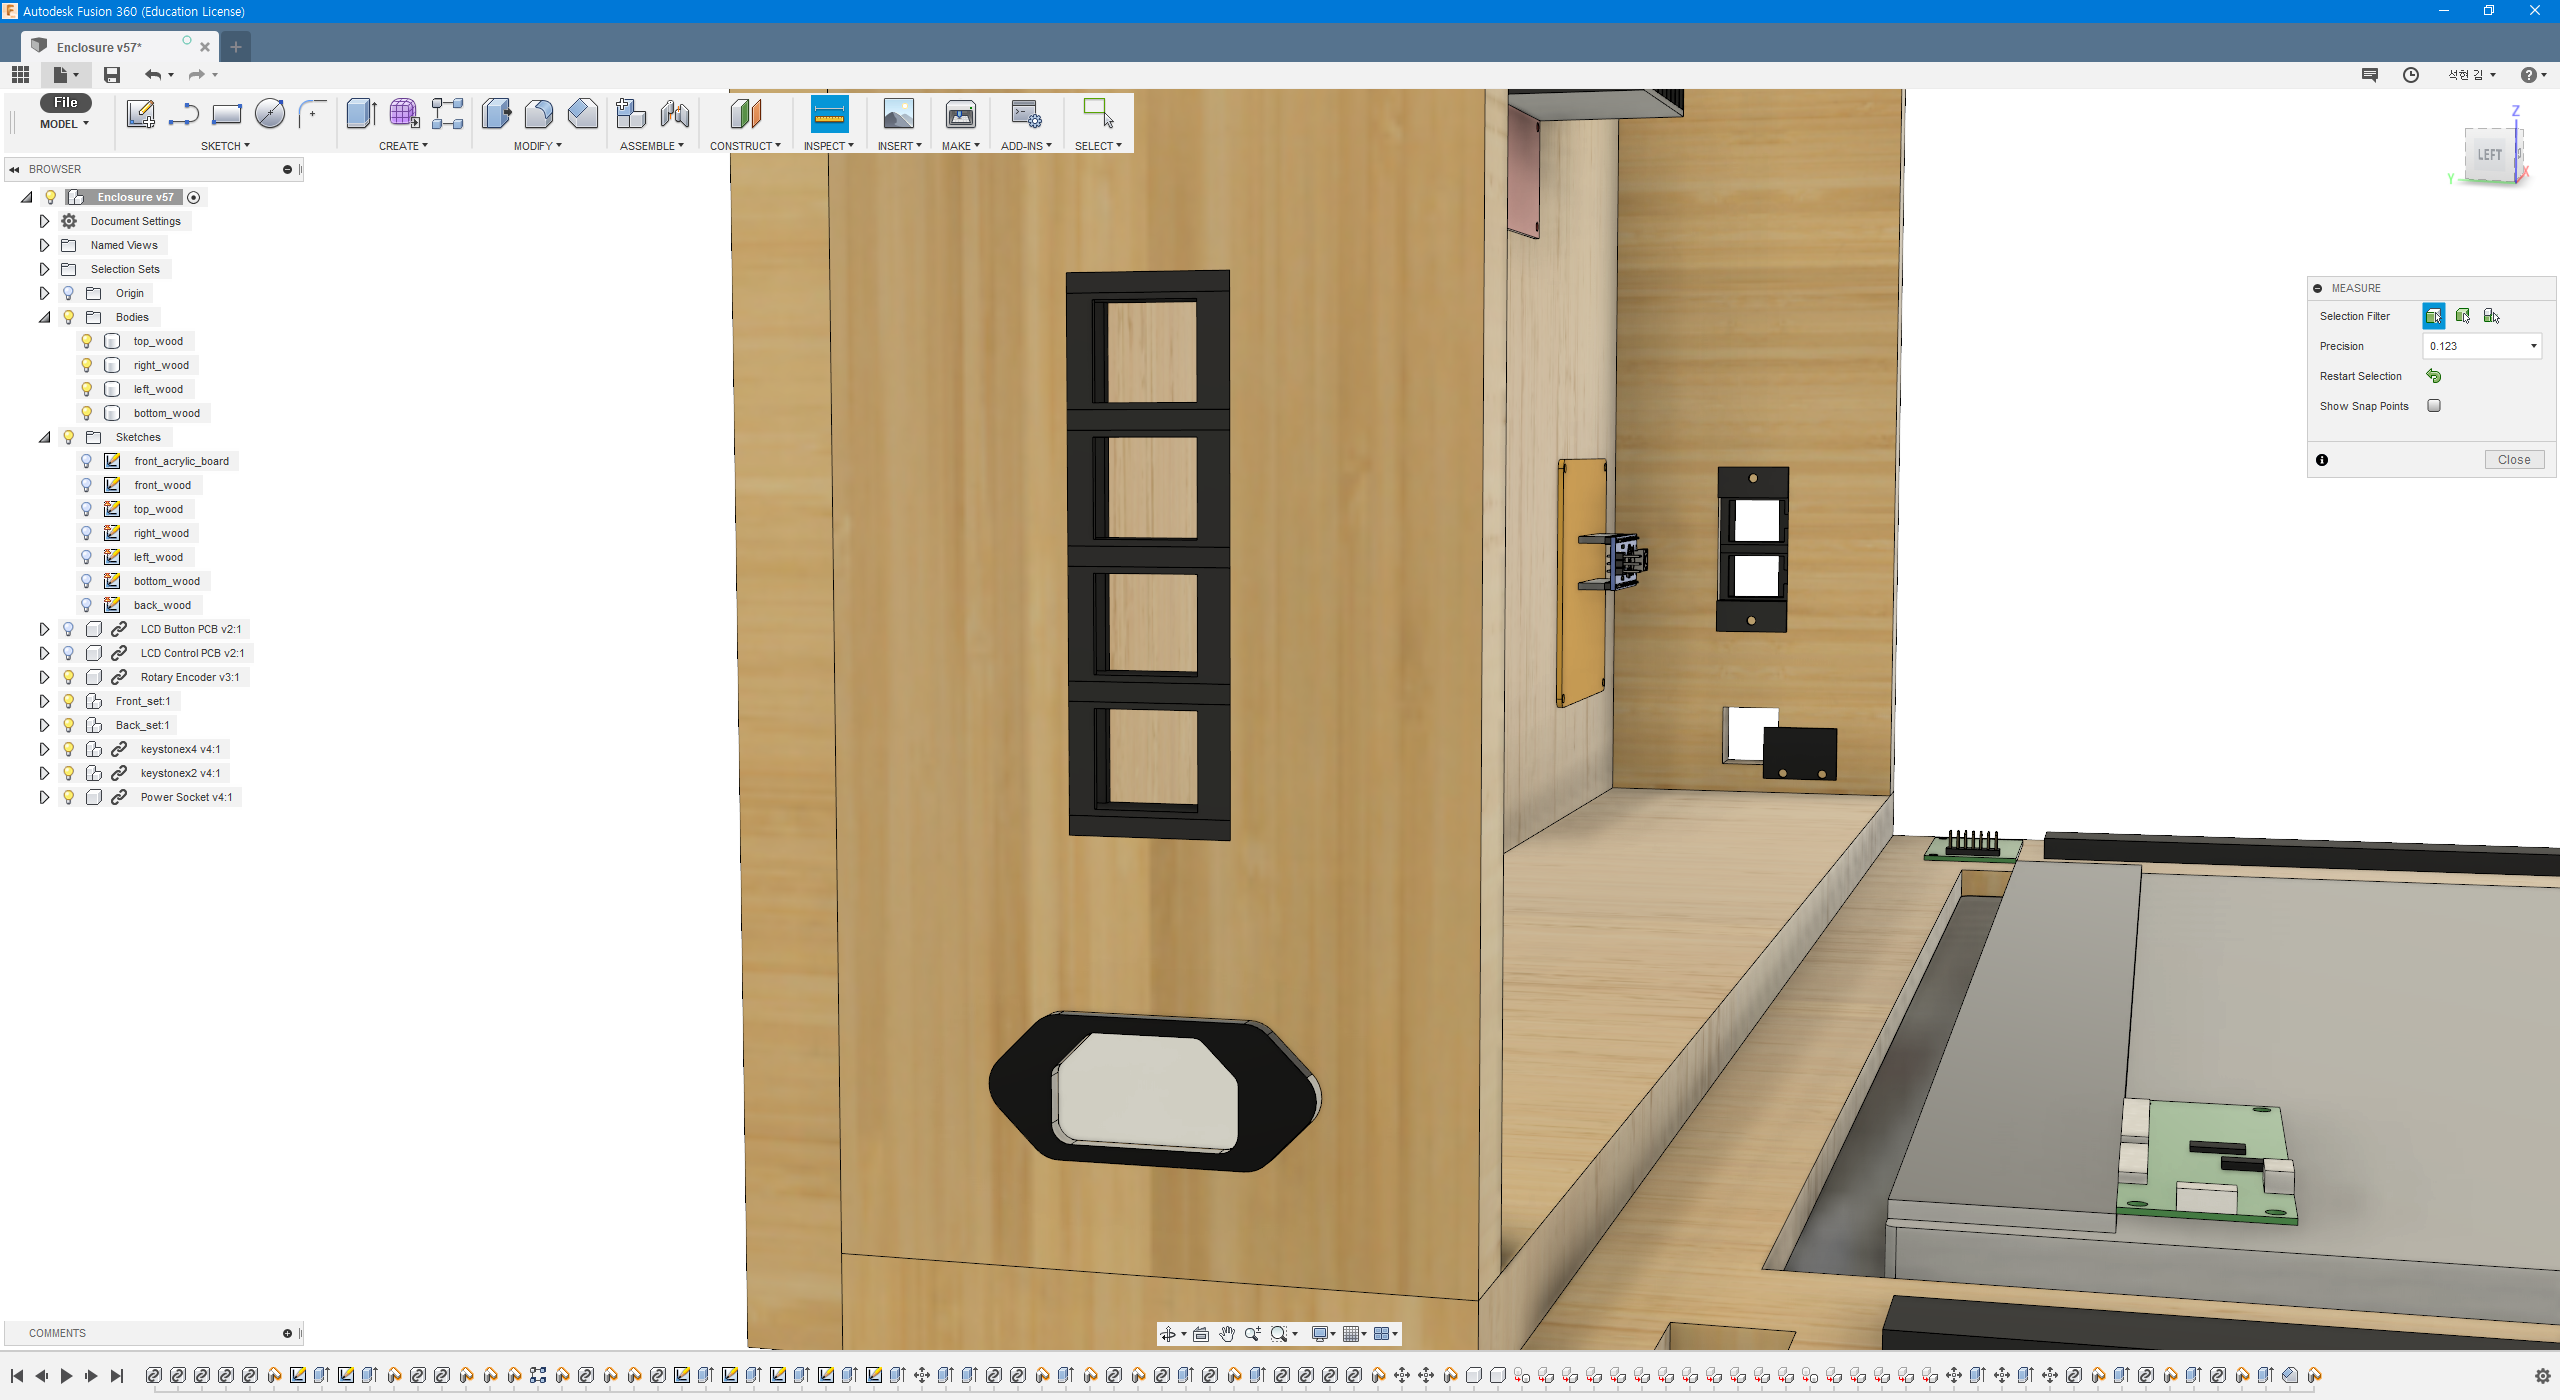 Autodesk Fusion 360 (Education License)
Enclosure v57*
석현 김
File
MODEL
SKETCH
CREATE
MODIFY
ASSEMBLE
CONSTRUCT
INSPECT
INSERT
MAKE
ADD-INS
SELECT
BROWSER
Enclosure v57
Document Settings
Named Views
Selection Sets
Origin
Bodies
top_wood
right_wood
left_wood
bottom_wood
Sketches
front_acrylic_board
front_wood
top_wood
right_wood
left_wood
bottom_wood
back_wood
LCD Button PCB v2:1
LCD Control PCB v2:1
Rotary Encoder v3:1
Front_set:1
Back_set:1
keystonex4 v4:1
keystonex2 v4:1
Power Socket v4:1
Z
LEFT
Y
X
MEASURE
Selection Filter
Precision
0.123
Restart Selection
Show Snap Points
Close
COMMENTS